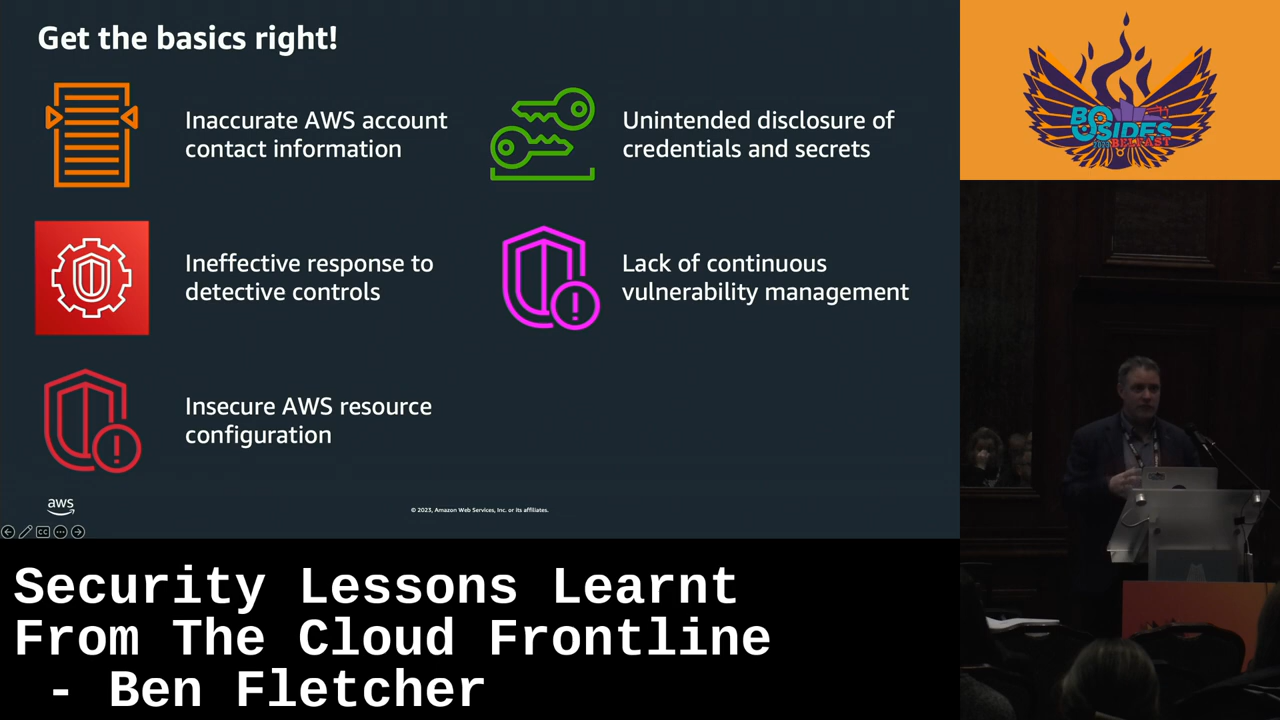 Get the basics right!
Inaccurate AWS account
contact information
Unintended disclosure of
credentials and secrets
Ineffective response to
detective controls
Lack of continuous
vulnerability management
Insecure AWS resource
configuration
aws
© 2023, Amazon Web Services, Inc. or its affiliates.
CC
BSIDES
BELFAST
Security Lessons Learnt
From The Cloud Frontline
- Ben Fletcher